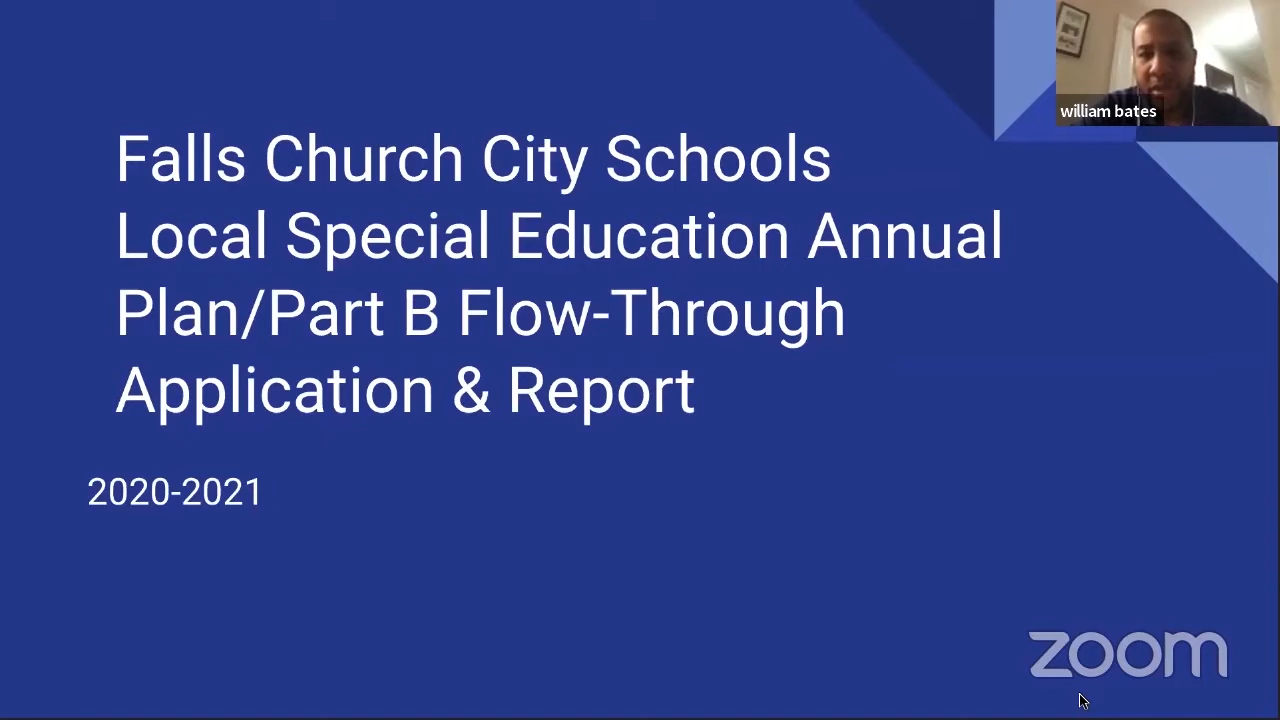 william bates
Falls Church City Schools
Local Special Education Annual
Plan/Part B Flow-Through
Application & Report
2020-2021
zoom